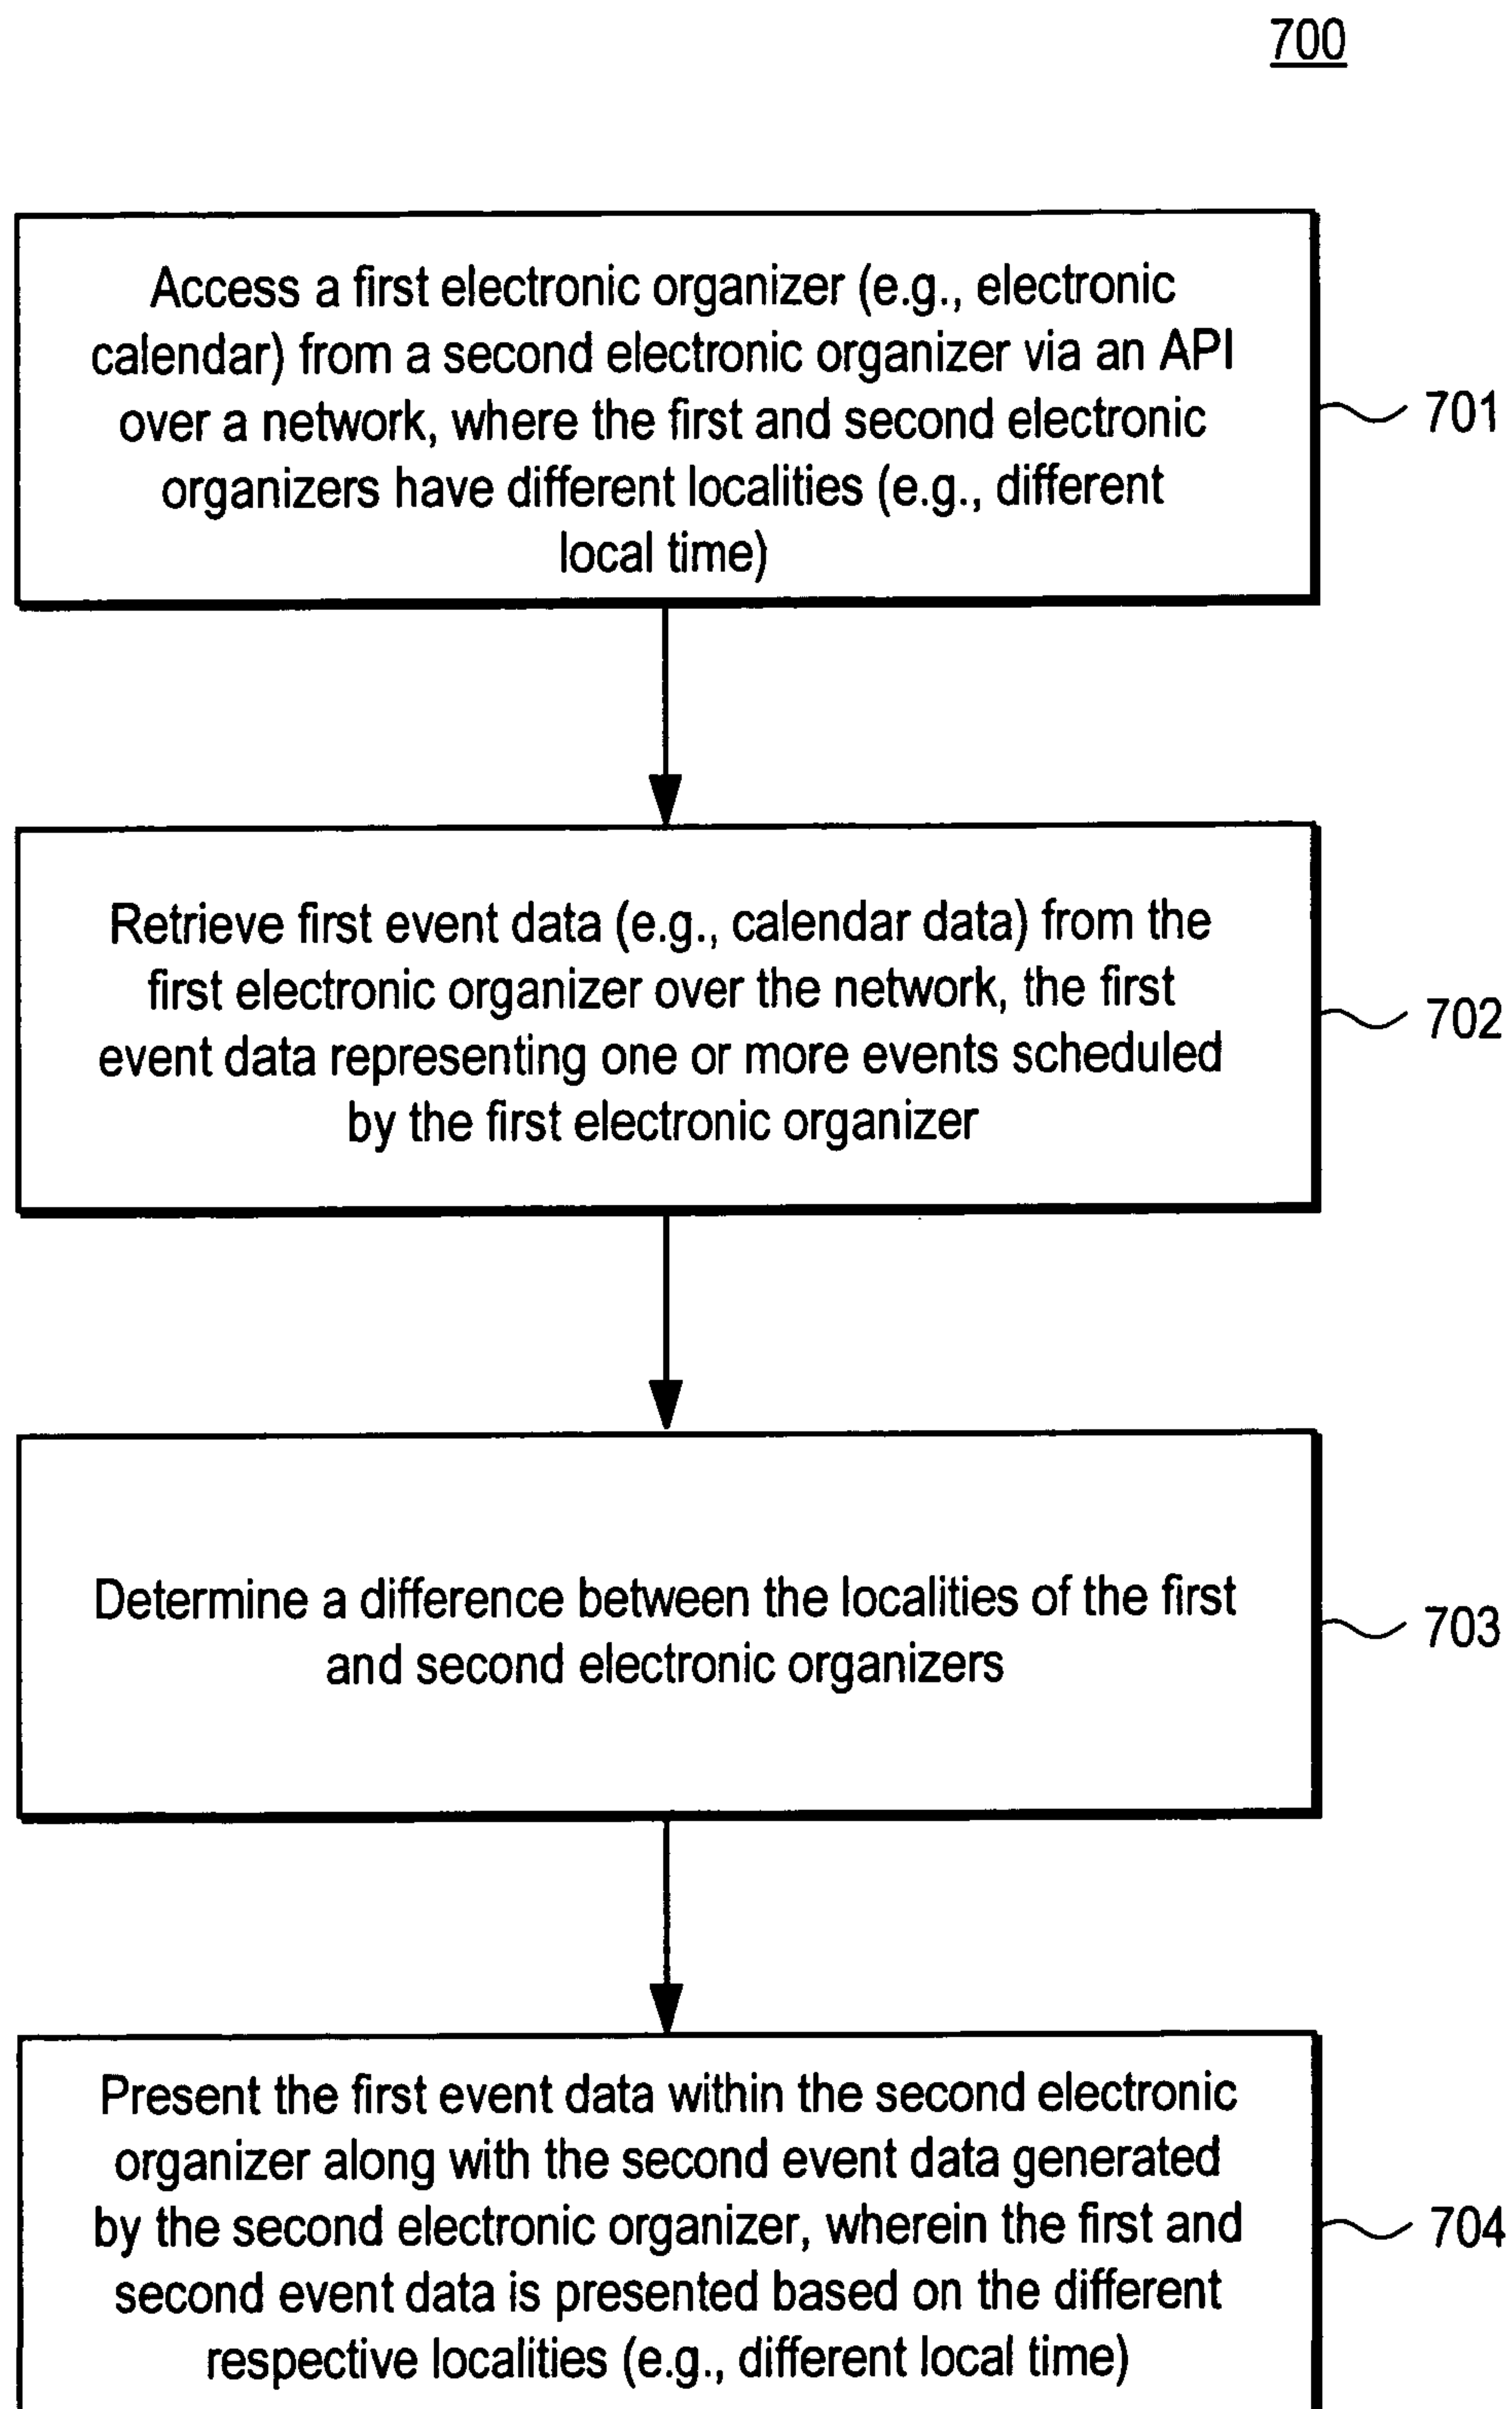 700
Access a first electronic organizer (e.g., electronic
calendar) from a second electronic organizer via an API
over a network, where the first and second electronic
organizers have different localities (e.g., different
local time)
701
Retrieve first event data (e.g., calendar data) from the
first electronic organizer over the network, the first
event data representing one or more events scheduled
by the first electronic organizer
702
Determine a difference between the localities of the first
and second electronic organizers
703
Present the first event data within the second electronic
organizer along with the second event data generated
by the second electronic organizer, wherein the first and
second event data is presented based on the different
respective localities (e.g., different local time)
704